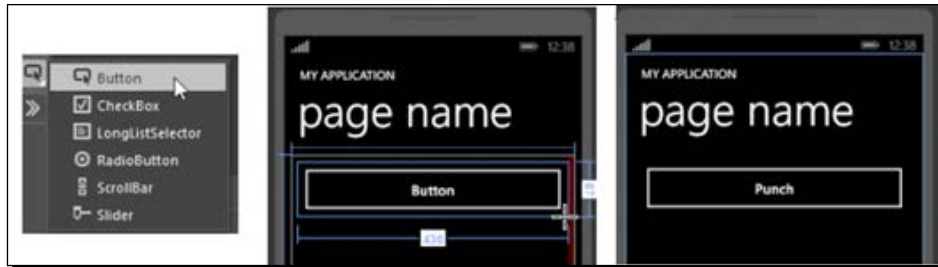 Button
CheckBox
LongListSelector
RadioButton
ScrollBar
Slider
12:38
MY APPLICATION
page name
Button
438
12:38
MY APPLICATION
page name
Punch